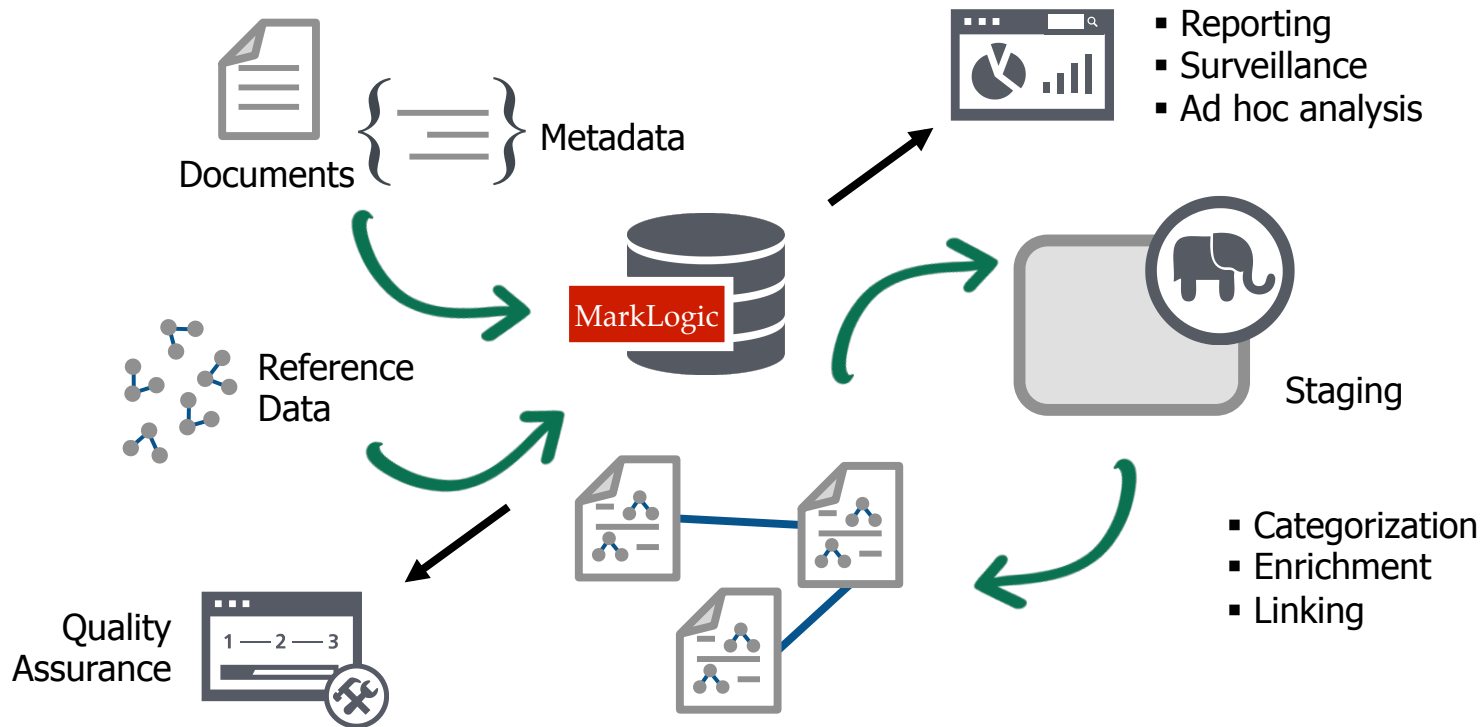 ▪ Reporting
▪ Surveillance
▪ Ad hoc analysis
Metadata
Documents
MarkLogic
Reference
Data
Staging
▪ Categorization
▪ Enrichment
▪ Linking
Quality
Assurance
1 — 2 — 3